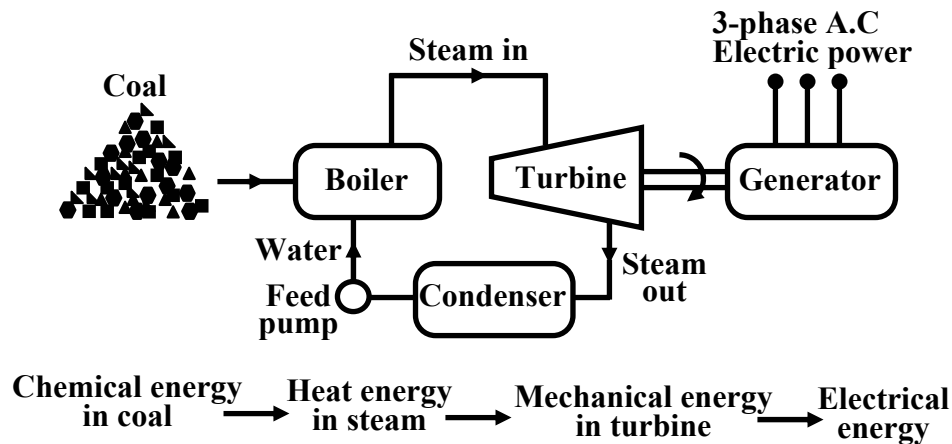 3-phase A.C
Electric power
Steam in
Coal
Boiler
Turbine
Generator
Water
Steam
out
Feed
pump
Condenser
Chemical energy
in coal
Heat energy
in steam
Mechanical energy
in turbine
Electrical
energy